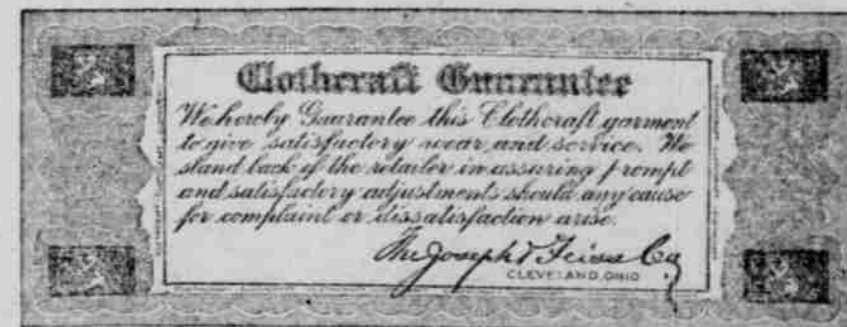 Clothcraft Guarantee
We hereby Guarantee this Clothcraft garment
to give satisfactory wear and service. We
stand back of the retailer in assuring prompt
and satisfactory adjustments should any cause
for complaint or dissatisfaction arise.
The Joseph & Feiss Co
CLEVELAND, OHIO